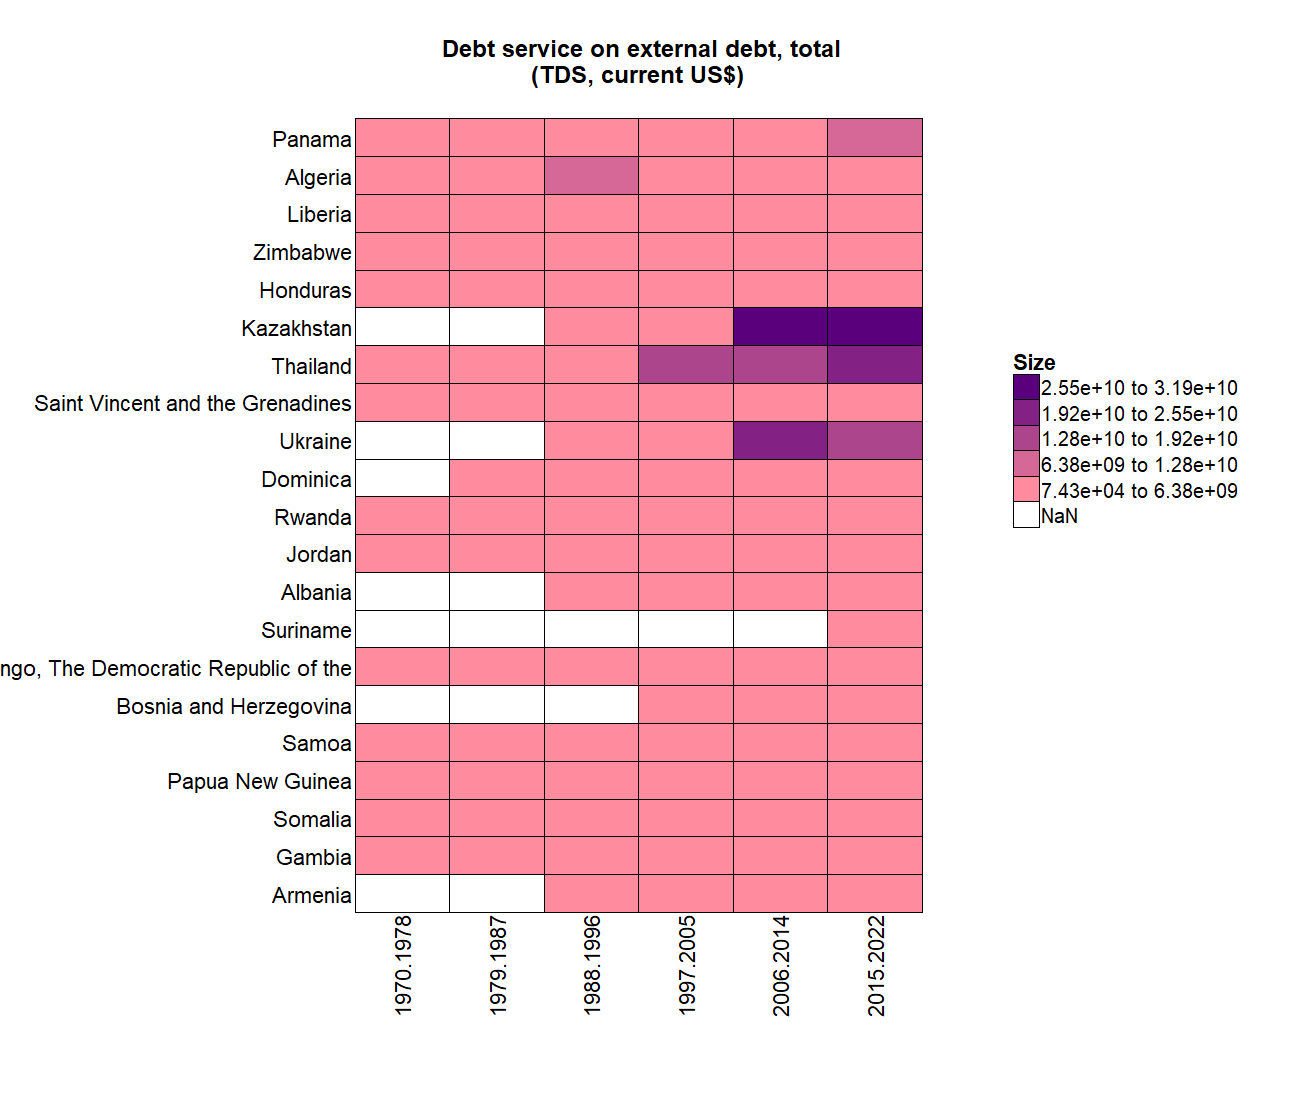 Debt service on external debt, total
(TDS, current US$)
Panama
Algeria
Liberia
Zimbabwe
Honduras
Kazakhstan
Thailand
Saint Vincent and the Grenadines
Ukraine
Dominica
Rwanda
Jordan
Albania
Suriname
ngo, The Democratic Republic of the
Bosnia and Herzegovina
Samoa
Papua New Guinea
Somalia
Gambia
Armenia
1970.1978
1979.1987
1988.1996
1997.2005
2006.2014
2015.2022
Size
2.55e+10 to 3.19e+10
1.92e+10 to 2.55e+10
1.28e+10 to 1.92e+10
6.38e+09 to 1.28e+10
7.43e+04 to 6.38e+09
NaN